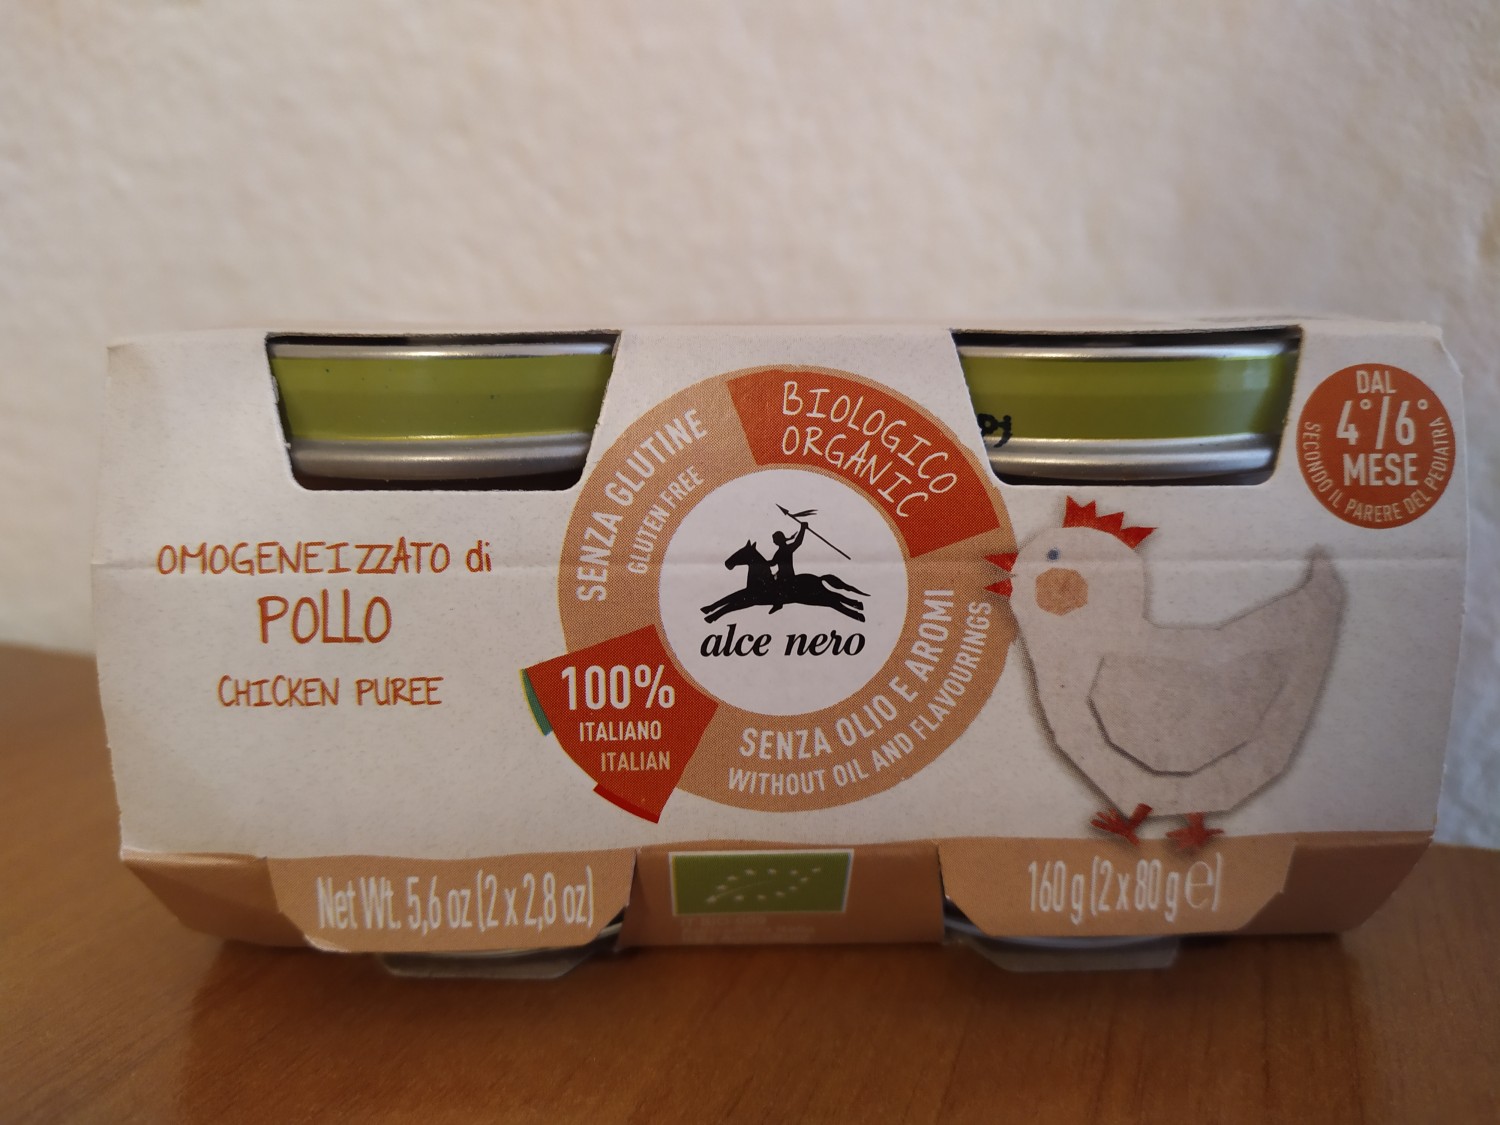 OMOGENEIZZATO di
POLLO
CHICKEN PUREE
SENZA GLUTINE
GLUTEN FREE
BIOLOGICO
ORGANIC
alce nero
100%
ITALIANO
ITALIAN
SENZA OLIO E AROMI
WITHOUT OIL AND FLAVOURINGS
DAL
4°/6°
MESE
SECONDO IL PARERE DEL PEDIATRA
Net Wt. 5,6 oz (2 x 2,8 oz)
160 g (2 x 80 g ℮)